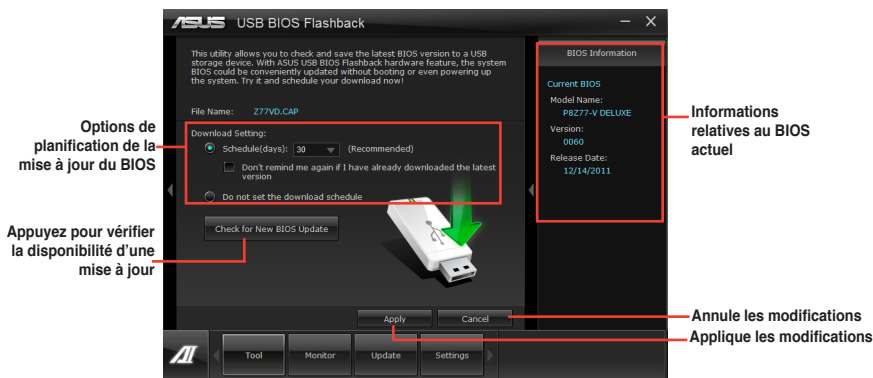 ASUS USB BIOS Flashback
This utility allows you to check and save the latest BIOS version to a USB
storage device. With ASUS USB BIOS Flashback hardware feature, the system
BIOS could be conveniently updated without booting or even powering up
the system. Try it and schedule your download now!
File Name: Z77VD.CAP
Download Setting:
Schedule(days): 30 (Recommended)
Don't remind me again if I have already downloaded the latest
version
Do not set the download schedule
Check for New BIOS Update
Apply Cancel
Tool Monitor Update Settings
BIOS Information
Current BIOS
Model Name:
P8Z77-V DELUXE
Version:
0060
Release Date:
12/14/2011
Options de
planification de la
mise à jour du BIOS
Appuyez pour vérifier
la disponibilité d'une
mise à jour
Informations
relatives au BIOS
actuel
Annule les modifications
Applique les modifications